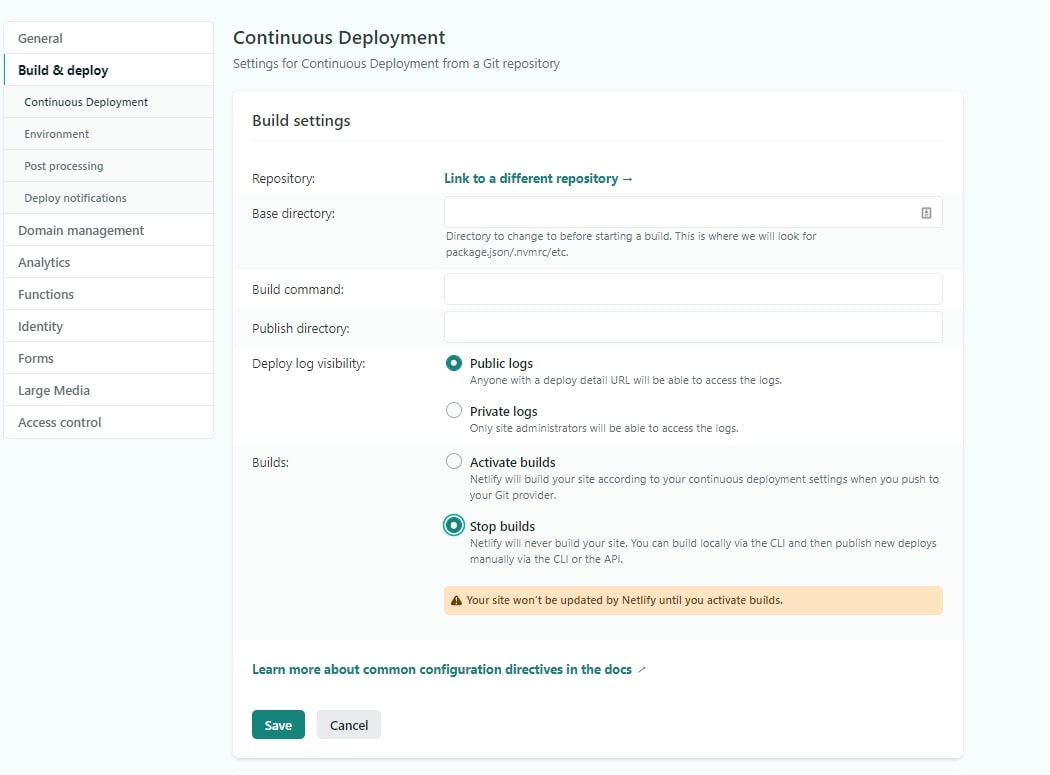 General
Build & deploy
Continuous Deployment
Environment
Post processing
Deploy notifications
Domain management
Analytics
Functions
Identity
Forms
Large Media
Access control
Continuous Deployment
Settings for Continuous Deployment from a Git repository
Build settings
Repository:
Link to a different repository →
Base directory:
Directory to change to before starting a build. This is where we will look for
package.json/.nvmrc/etc.
Build command:
Publish directory:
Deploy log visibility:
Public logs
Anyone with a deploy detail URL will be able to access the logs.
Private logs
Only site administrators will be able to access the logs.
Builds:
Activate builds
Netlify will build your site according to your continuous deployment settings when you push to
your Git provider.
Stop builds
Netlify will never build your site. You can build locally via the CLI and then publish new deploys
manually via the CLI or the API.
Your site won't be updated by Netlify until you activate builds.
Learn more about common configuration directives in the docs ↗
Save
Cancel